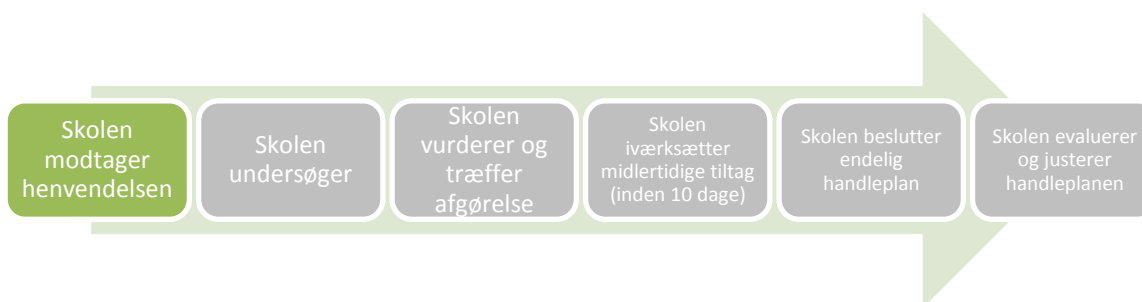 Skolen
modtager
henvendelsen
Skolen
undersøger
Skolen
vurderer og
træffer
afgørelse
Skolen
iværksætter
midlertidige tiltag
(inden 10 dage)
Skolen beslutter
endelig
handleplan
Skolen evaluerer
og justerer
handleplanen